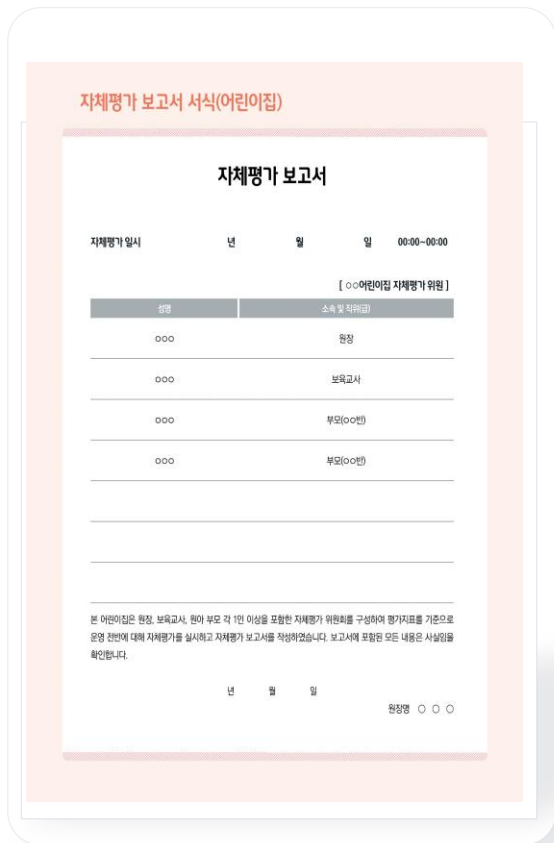 자체평가 보고서 서식(어린이집)
자체평가 보고서
자체평가 일시 년 월 일 00:00~00:00
[ ○○어린이집 자체평가 위원 ]
성명 소속 및 직위(급)
○○○ 원장
○○○ 보육교사
○○○ 부모(○○반)
○○○ 부모(○○반)
본 어린이집은 원장, 보육교사, 원아 부모 각 1인 이상을 포함한 자체평가 위원회를 구성하여 평가지표를 기준으로
운영 전반에 대해 자체평가를 실시하고 자체평가 보고서를 작성하였습니다. 보고서에 포함된 모든 내용은 사실임을
확인합니다.
년 월 일
원장명 ○ ○ ○